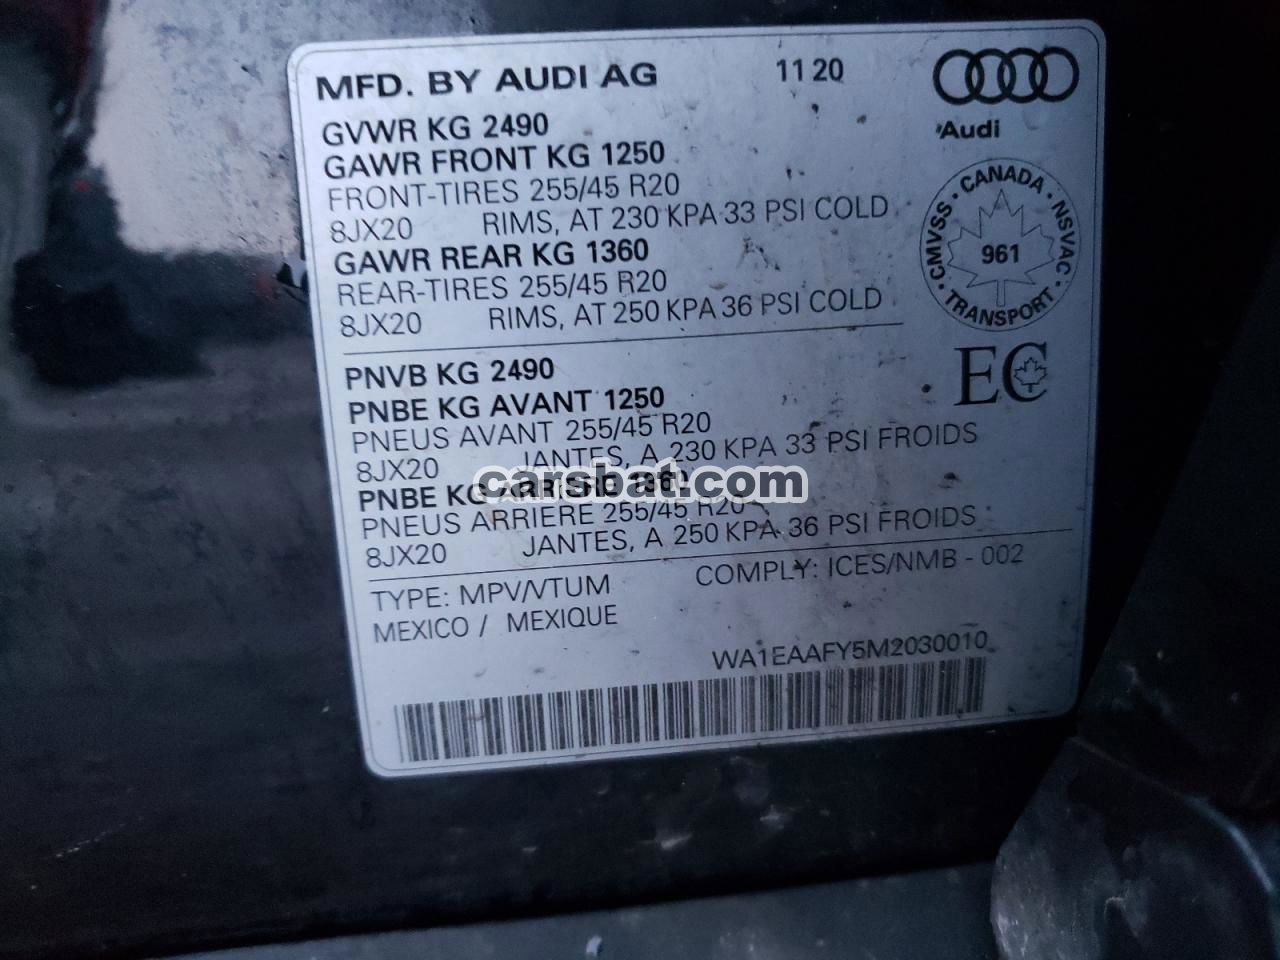 MFD. BY AUDI AG 11 20
Audi
GVWR KG 2490
GAWR FRONT KG 1250
FRONT-TIRES 255/45 R20
8JX20 RIMS, AT 230 KPA 33 PSI COLD
GAWR REAR KG 1360
REAR-TIRES 255/45 R20
8JX20 RIMS, AT 250 KPA 36 PSI COLD
CANADA
CMVSS
NSVAC
961
TRANSPORT
EC
PNVB KG 2490
PNBE KG AVANT 1250
PNEUS AVANT 255/45 R20
8JX20 JANTES, A 230 KPA 33 PSI FROIDS
carsbat.com
PNBE KG ARRIERE 1360
PNEUS ARRIERE 255/45 R20
8JX20 JANTES, A 250 KPA 36 PSI FROIDS
TYPE: MPV/VTUM COMPLY: ICES/NMB - 002
MEXICO / MEXIQUE
WA1EAAFY5M2030010